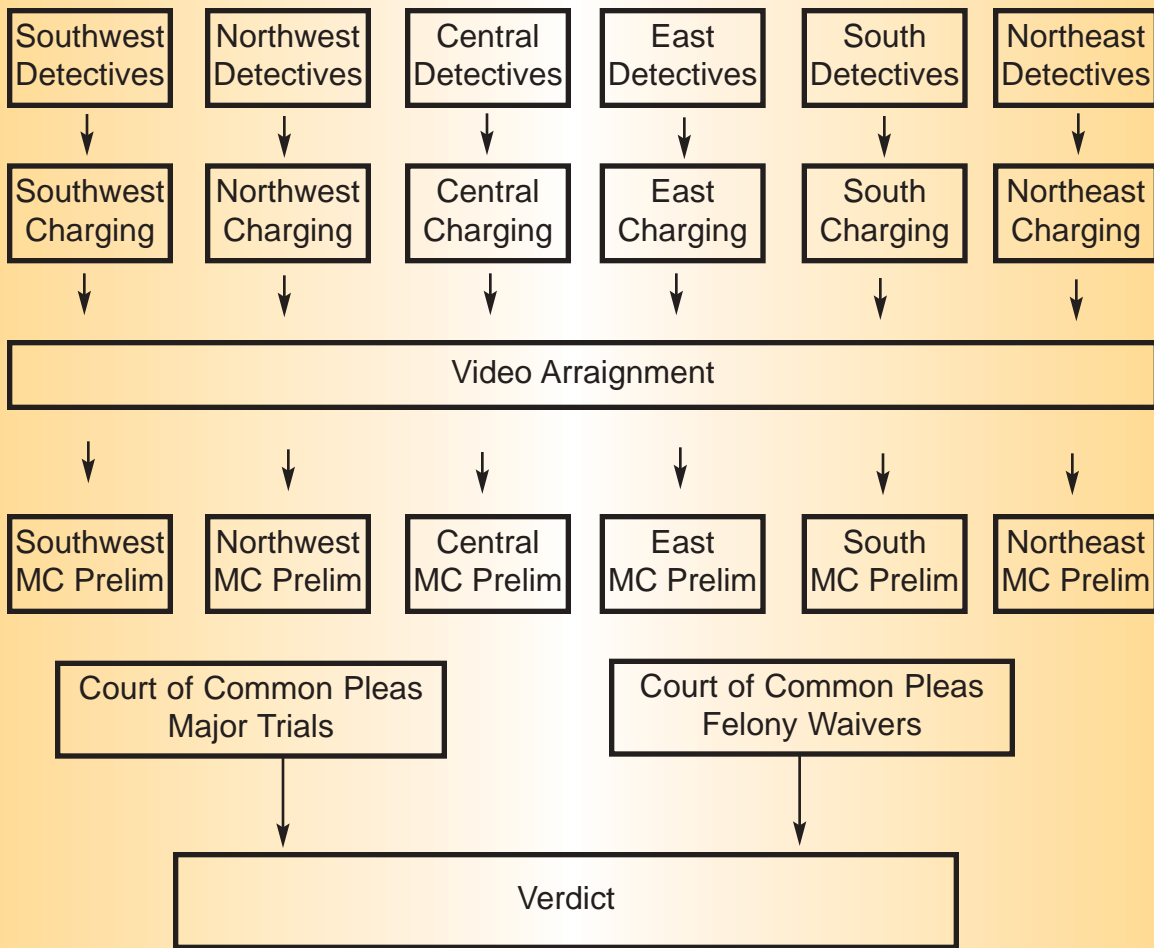 Southwest
Detectives
Northwest
Detectives
Central
Detectives
East
Detectives
South
Detectives
Northeast
Detectives
Southwest
Charging
Northwest
Charging
Central
Charging
East
Charging
South
Charging
Northeast
Charging
Video Arraignment
Southwest
MC Prelim
Northwest
MC Prelim
Central
MC Prelim
East
MC Prelim
South
MC Prelim
Northeast
MC Prelim
Court of Common Pleas
Major Trials
Court of Common Pleas
Felony Waivers
Verdict